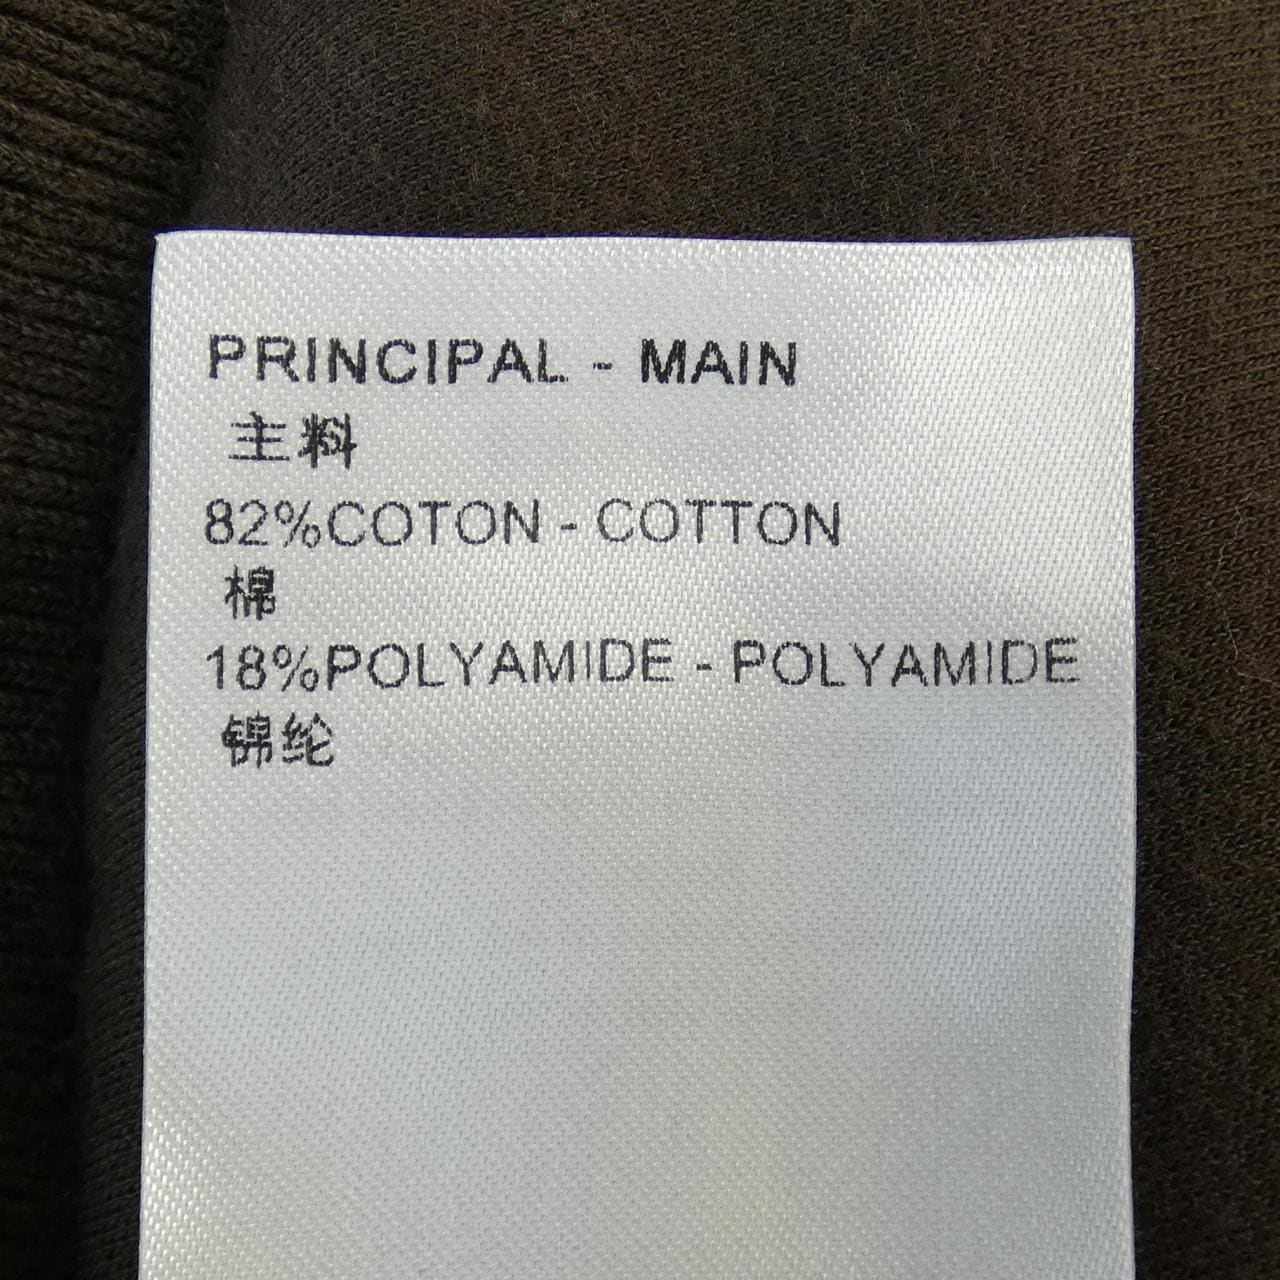 PRINCIPAL - MAIN
主料
82%COTON - COTTON
棉
18%POLYAMIDE - POLYAMIDE
锦纶